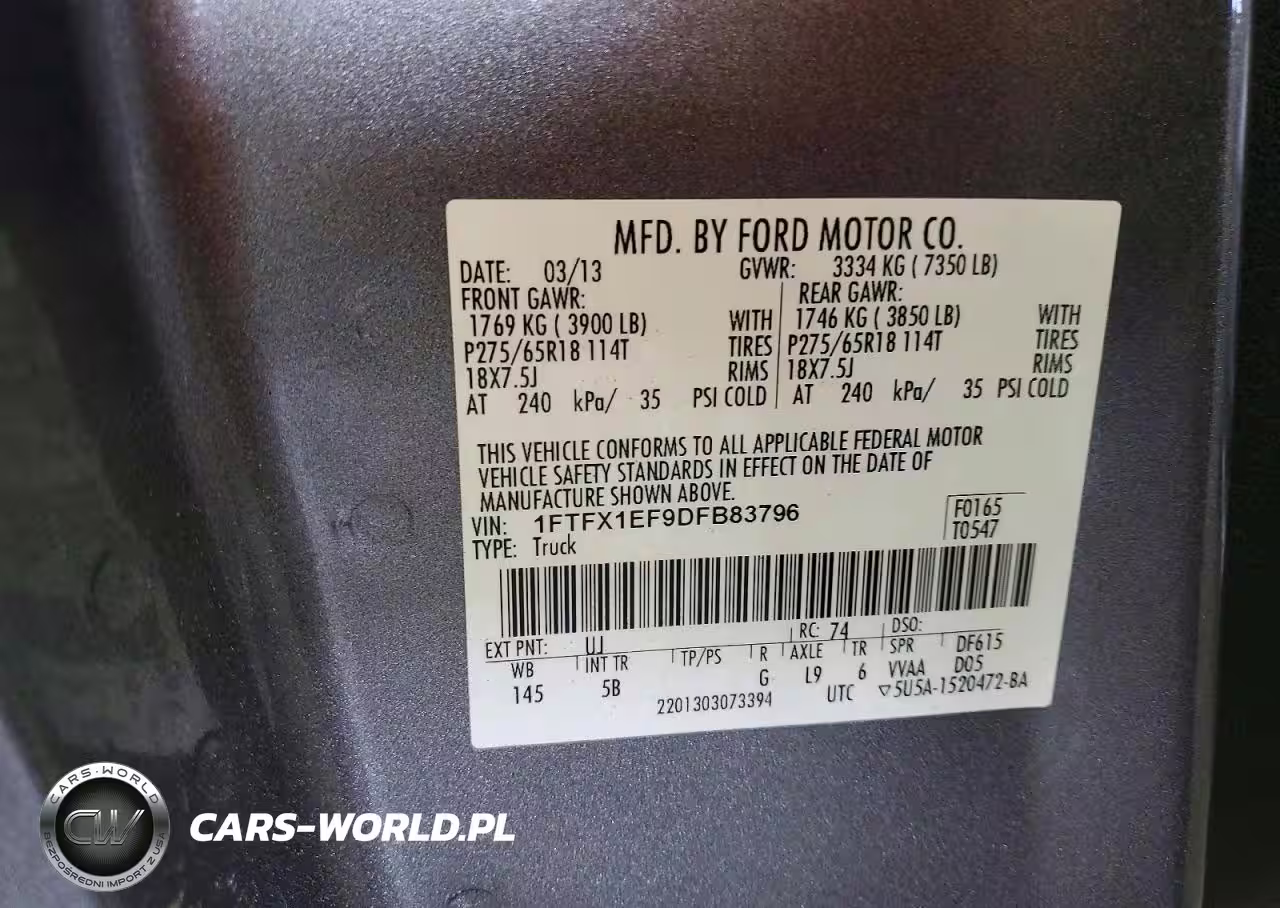 MFD. BY FORD MOTOR CO.
DATE: 03/13 GVWR: 3334 KG ( 7350 LB)
FRONT GAWR: REAR GAWR:
1769 KG ( 3900 LB) WITH 1746 KG ( 3850 LB) WITH
P275/65R18 114T TIRES P275/65R18 114T TIRES
18X7.5J RIMS 18X7.5J RIMS
AT 240 kPa/ 35 PSI COLD AT 240 kPa/ 35 PSI COLD
THIS VEHICLE CONFORMS TO ALL APPLICABLE FEDERAL MOTOR
VEHICLE SAFETY STANDARDS IN EFFECT ON THE DATE OF
MANUFACTURE SHOWN ABOVE.
VIN: 1FTFX1EF9DFB83796 F0165
TYPE: Truck T0547
EXT PNT: UJ RC: 74 DSO:
WB INT TR TP/PS R AXLE TR SPR DF615
145 5B G L9 6 VVAA D05
2201303073394 UTC ▽5U5A-1520472-BA
CARS-WORLD
CW
BEZPOŚREDNI IMPORT Z USA
CARS-WORLD.PL